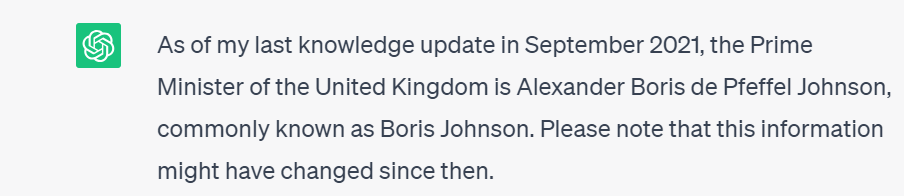 As of my last knowledge update in September 2021, the Prime
Minister of the United Kingdom is Alexander Boris de Pfeffel Johnson,
commonly known as Boris Johnson. Please note that this information
might have changed since then.